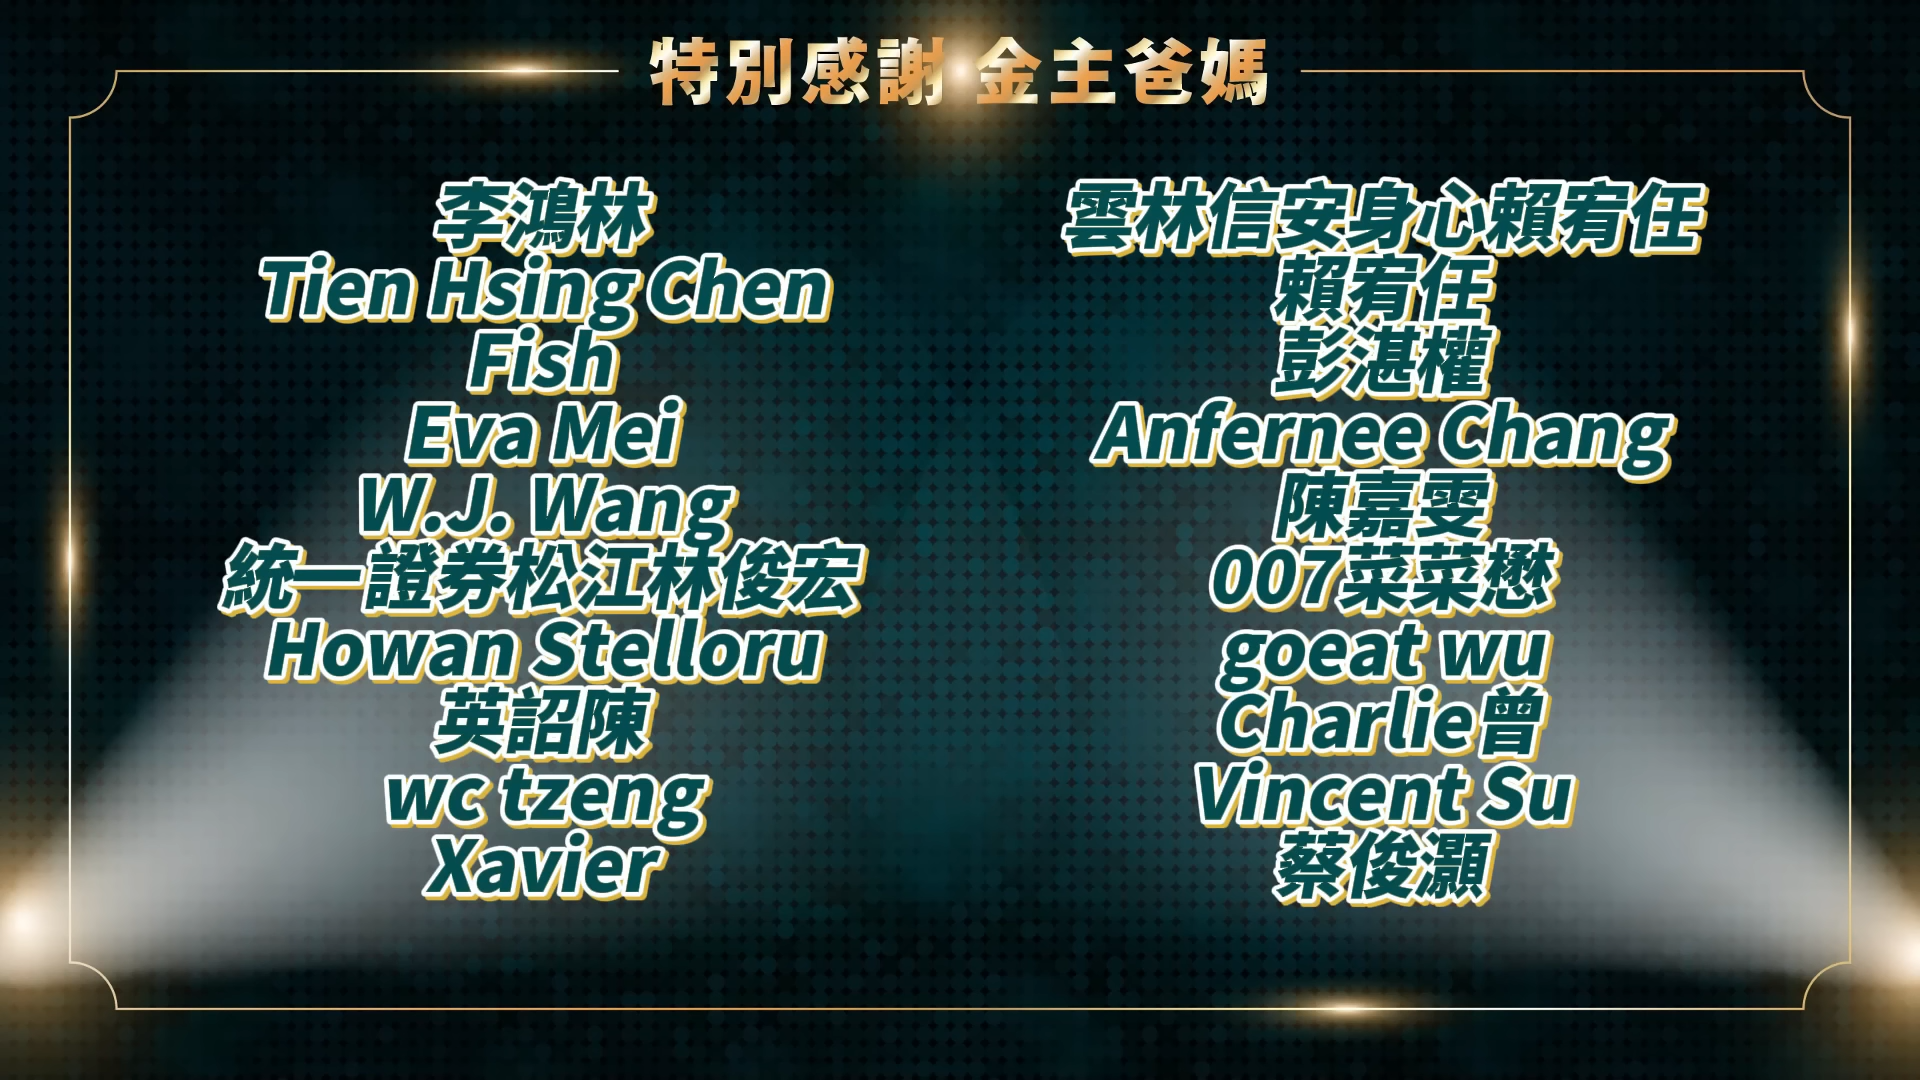 特別感謝 金主爸媽
李鴻林
Tien Hsing Chen
Fish
Eva Mei
W.J. Wang
統一證券松江林俊宏
Howan Stelloru
英詔陳
wc tzeng
Xavier
雲林信安身心賴宥任
賴宥任
彭湛權
Anfernee Chang
陳嘉雯
007菜菜懋
goeat wu
Charlie曾
Vincent Su
蔡俊灝